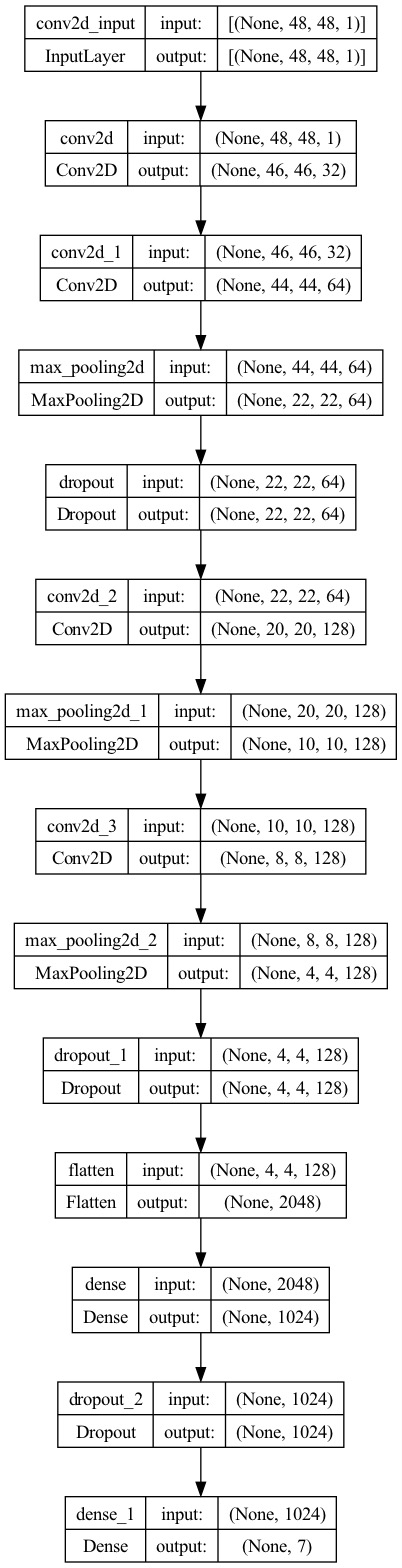 conv2d_input input: [(None, 48, 48, 1)]
InputLayer output: [(None, 48, 48, 1)]
conv2d input: (None, 48, 48, 1)
Conv2D output: (None, 46, 46, 32)
conv2d_1 input: (None, 46, 46, 32)
Conv2D output: (None, 44, 44, 64)
max_pooling2d input: (None, 44, 44, 64)
MaxPooling2D output: (None, 22, 22, 64)
dropout input: (None, 22, 22, 64)
Dropout output: (None, 22, 22, 64)
conv2d_2 input: (None, 22, 22, 64)
Conv2D output: (None, 20, 20, 128)
max_pooling2d_1 input: (None, 20, 20, 128)
MaxPooling2D output: (None, 10, 10, 128)
conv2d_3 input: (None, 10, 10, 128)
Conv2D output: (None, 8, 8, 128)
max_pooling2d_2 input: (None, 8, 8, 128)
MaxPooling2D output: (None, 4, 4, 128)
dropout_1 input: (None, 4, 4, 128)
Dropout output: (None, 4, 4, 128)
flatten input: (None, 4, 4, 128)
Flatten output: (None, 2048)
dense input: (None, 2048)
Dense output: (None, 1024)
dropout_2 input: (None, 1024)
Dropout output: (None, 1024)
dense_1 input: (None, 1024)
Dense output: (None, 7)